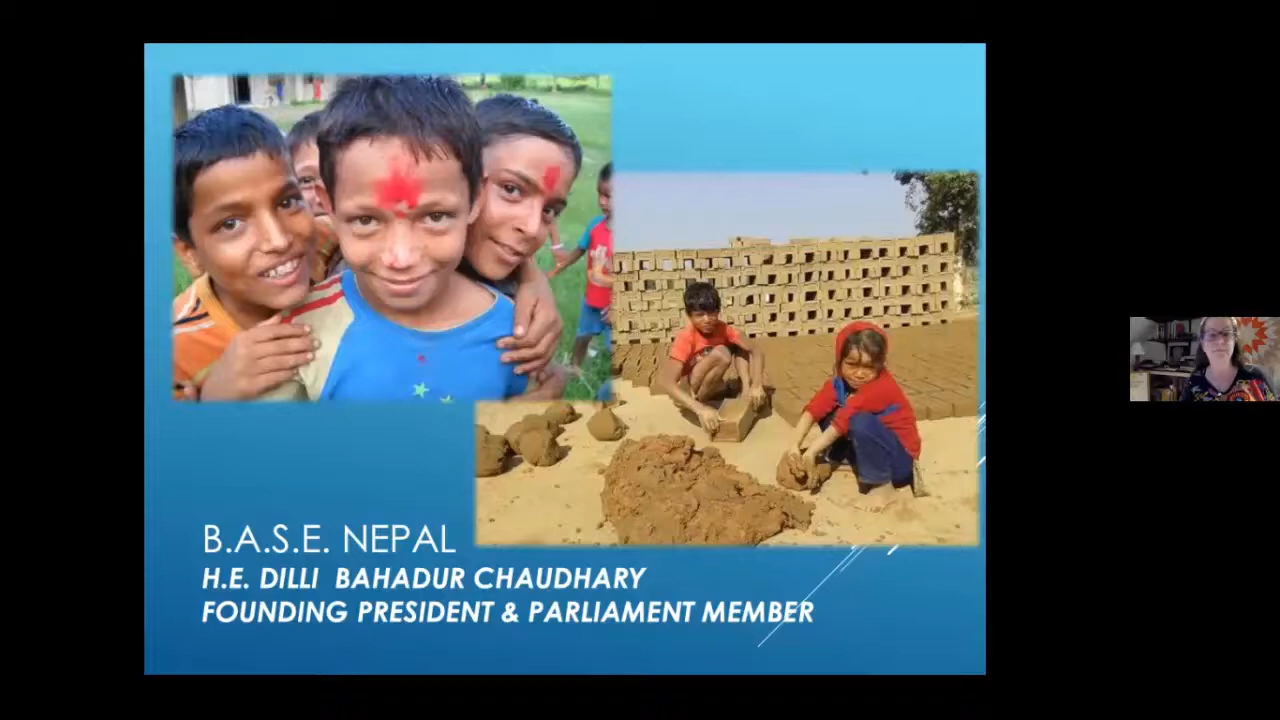 B.A.S.E. NEPAL
H.E. DILLI BAHADUR CHAUDHARY
FOUNDING PRESIDENT & PARLIAMENT MEMBER